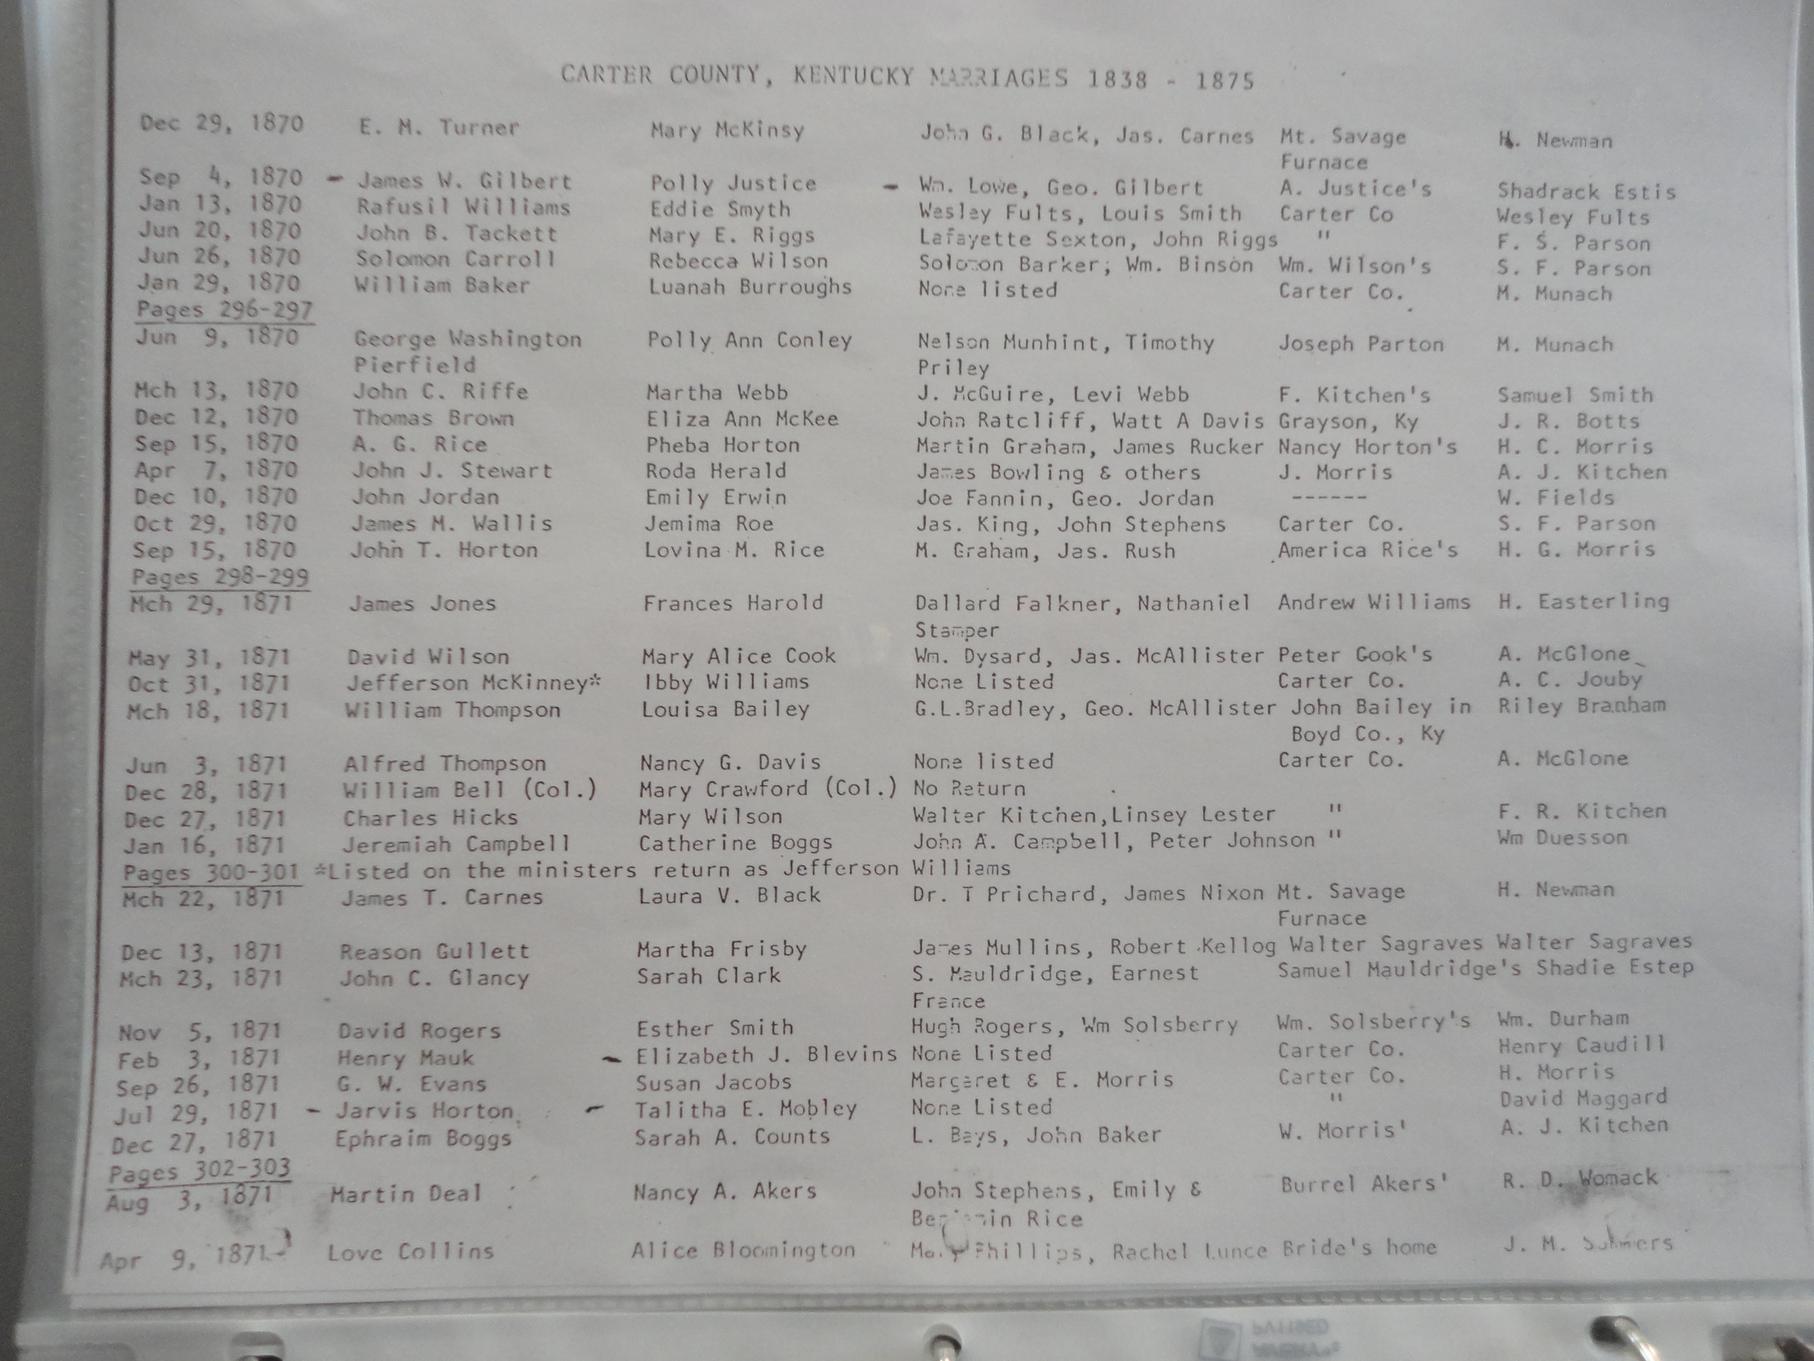 CARTER COUNTY, KENTUCKY MARRIAGES 1838 - 1875
Dec 29, 1870 E. M. Turner Mary McKinsy John G. Black, Jas. Carnes Mt. Savage H. Newman
Furnace
Sep 4, 1870 - James W. Gilbert Polly Justice - Wm. Lowe, Geo. Gilbert A. Justice's Shadrack Estis
Jan 13, 1870 Rafusil Williams Eddie Smyth Wesley Fults, Louis Smith Carter Co Wesley Fults
Jun 20, 1870 John B. Tackett Mary E. Riggs Lafayette Sexton, John Riggs " F. S. Parson
Jun 26, 1870 Solomon Carroll Rebecca Wilson Solomon Barker, Wm. Binson Wm. Wilson's S. F. Parson
Jan 29, 1870 William Baker Luanah Burroughs None listed Carter Co. M. Munach
Pages 296-297
Jun 9, 1870 George Washington Polly Ann Conley Nelson Munhint, Timothy Joseph Parton M. Munach
Pierfield Priley
Mch 13, 1870 John C. Riffe Martha Webb J. McGuire, Levi Webb F. Kitchen's Samuel Smith
Dec 12, 1870 Thomas Brown Eliza Ann McKee John Ratcliff, Watt A Davis Grayson, Ky J. R. Botts
Sep 15, 1870 A. G. Rice Pheba Horton Martin Graham, James Rucker Nancy Horton's H. C. Morris
Apr 7, 1870 John J. Stewart Roda Herald James Bowling & others J. Morris A. J. Kitchen
Dec 10, 1870 John Jordan Emily Erwin Joe Fannin, Geo. Jordan ------ W. Fields
Oct 29, 1870 James M. Wallis Jemima Roe Jas. King, John Stephens Carter Co. S. F. Parson
Sep 15, 1870 John T. Horton Lovina M. Rice M. Graham, Jas. Rush America Rice's H. G. Morris
Pages 298-299
Mch 29, 1871 James Jones Frances Harold Dallard Falkner, Nathaniel Andrew Williams H. Easterling
Stamper
May 31, 1871 David Wilson Mary Alice Cook Wm. Dysard, Jas. McAllister Peter Cook's A. McGlone
Oct 31, 1871 Jefferson McKinney* Ibby Williams None Listed Carter Co. A. C. Jouby
Mch 18, 1871 William Thompson Louisa Bailey G.L.Bradley, Geo. McAllister John Bailey in Riley Branham
Boyd Co., Ky
Jun 3, 1871 Alfred Thompson Nancy G. Davis None listed Carter Co. A. McGlone
Dec 28, 1871 William Bell (Col.) Mary Crawford (Col.) No Return
Dec 27, 1871 Charles Hicks Mary Wilson Walter Kitchen,Linsey Lester " F. R. Kitchen
Jan 16, 1871 Jeremiah Campbell Catherine Boggs John A. Campbell, Peter Johnson " Wm Duesson
Pages 300-301 *Listed on the ministers return as Jefferson Williams
Mch 22, 1871 James T. Carnes Laura V. Black Dr. T Prichard, James Nixon Mt. Savage H. Newman
Furnace
Dec 13, 1871 Reason Gullett Martha Frisby James Mullins, Robert Kellog Walter Sagraves Walter Sagraves
Mch 23, 1871 John C. Glancy Sarah Clark S. Mauldridge, Earnest Samuel Mauldridge's Shadie Estep
France
Nov 5, 1871 David Rogers Esther Smith Hugh Rogers, Wm Solsberry Wm. Solsberry's Wm. Durham
Feb 3, 1871 Henry Mauk - Elizabeth J. Blevins None Listed Carter Co. Henry Caudill
Sep 26, 1871 G. W. Evans Susan Jacobs Margaret & E. Morris Carter Co. H. Morris
Jul 29, 1871 - Jarvis Horton - Talitha E. Mobley None Listed " David Maggard
Dec 27, 1871 Ephraim Boggs Sarah A. Counts L. Bays, John Baker W. Morris' A. J. Kitchen
Pages 302-303
Aug 3, 1871 Martin Deal Nancy A. Akers John Stephens, Emily & Burrel Akers' R. D. Womack
Benjamin Rice
Apr 9, 1871 Love Collins Alice Bloomington Mary Phillips, Rachel Lunce Bride's home J. M.